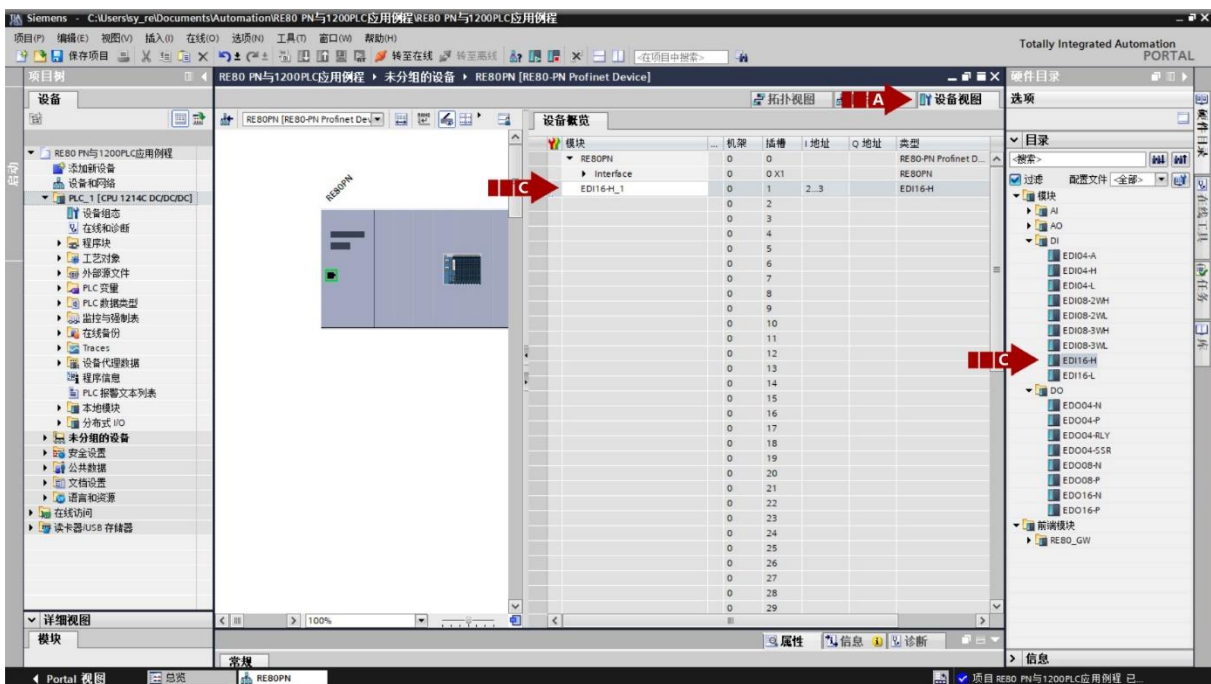 Siemens - C:\Users\sy_re\Documents\Automation\RE80 PN与1200PLC应用例程\RE80 PN与1200PLC应用例程
项目(P) 编辑(E) 视图(V) 插入(I) 在线(O) 选项(N) 工具(T) 窗口(W) 帮助(H)
Totally Integrated Automation
PORTAL
保存项目 转至在线 转至离线 <在项目中搜索>
项目树
RE80 PN与1200PLC应用例程 ▸ 未分组的设备 ▸ RE80PN [RE80-PN Profinet Device]
硬件目录
设备
拓扑视图
A
设备视图
选项
RE80PN [RE80-PN Profinet Dev
设备概览
RE80 PN与1200PLC应用例程
添加新设备
设备和网络
PLC_1 [CPU 1214C DC/DC/DC]
设备组态
在线和诊断
程序块
工艺对象
外部源文件
PLC 变量
PLC 数据类型
监控与强制表
在线备份
Traces
设备代理数据
程序信息
PLC 报警文本列表
本地模块
分布式 I/O
未分组的设备
安全设置
公共数据
文档设置
语言和资源
在线访问
读卡器/USB 存储器
详细视图
模块
RE80PN
100%
模块 ... 机架 插槽 I 地址 Q 地址 类型
RE80PN 0 0 RE80-PN Profinet D...
Interface 0 0 X1 RE80PN
C
EDI16-H_1 0 1 2...3 EDI16-H
0 2
0 3
0 4
0 5
0 6
0 7
0 8
0 9
0 10
0 11
0 12
0 13
0 14
0 15
0 16
0 17
0 18
0 19
0 20
0 21
0 22
0 23
0 24
0 25
0 26
0 27
0 28
0 29
目录
<搜索>
过滤 配置文件 <全部>
模块
AI
AO
DI
EDI04-A
EDI04-H
EDI04-L
EDI08-2WH
EDI08-2WL
EDI08-3WH
EDI08-3WL
C
EDI16-H
EDI16-L
DO
EDO04-N
EDO04-P
EDO04-RLY
EDO04-SSR
EDO08-N
EDO08-P
EDO16-N
EDO16-P
前端模块
RE80_GW
硬件目录
在线工具
任务
库
属性 信息 诊断
常规
信息
Portal 视图 总览 RE80PN 项目 RE80 PN与1200PLC应用例程 已...